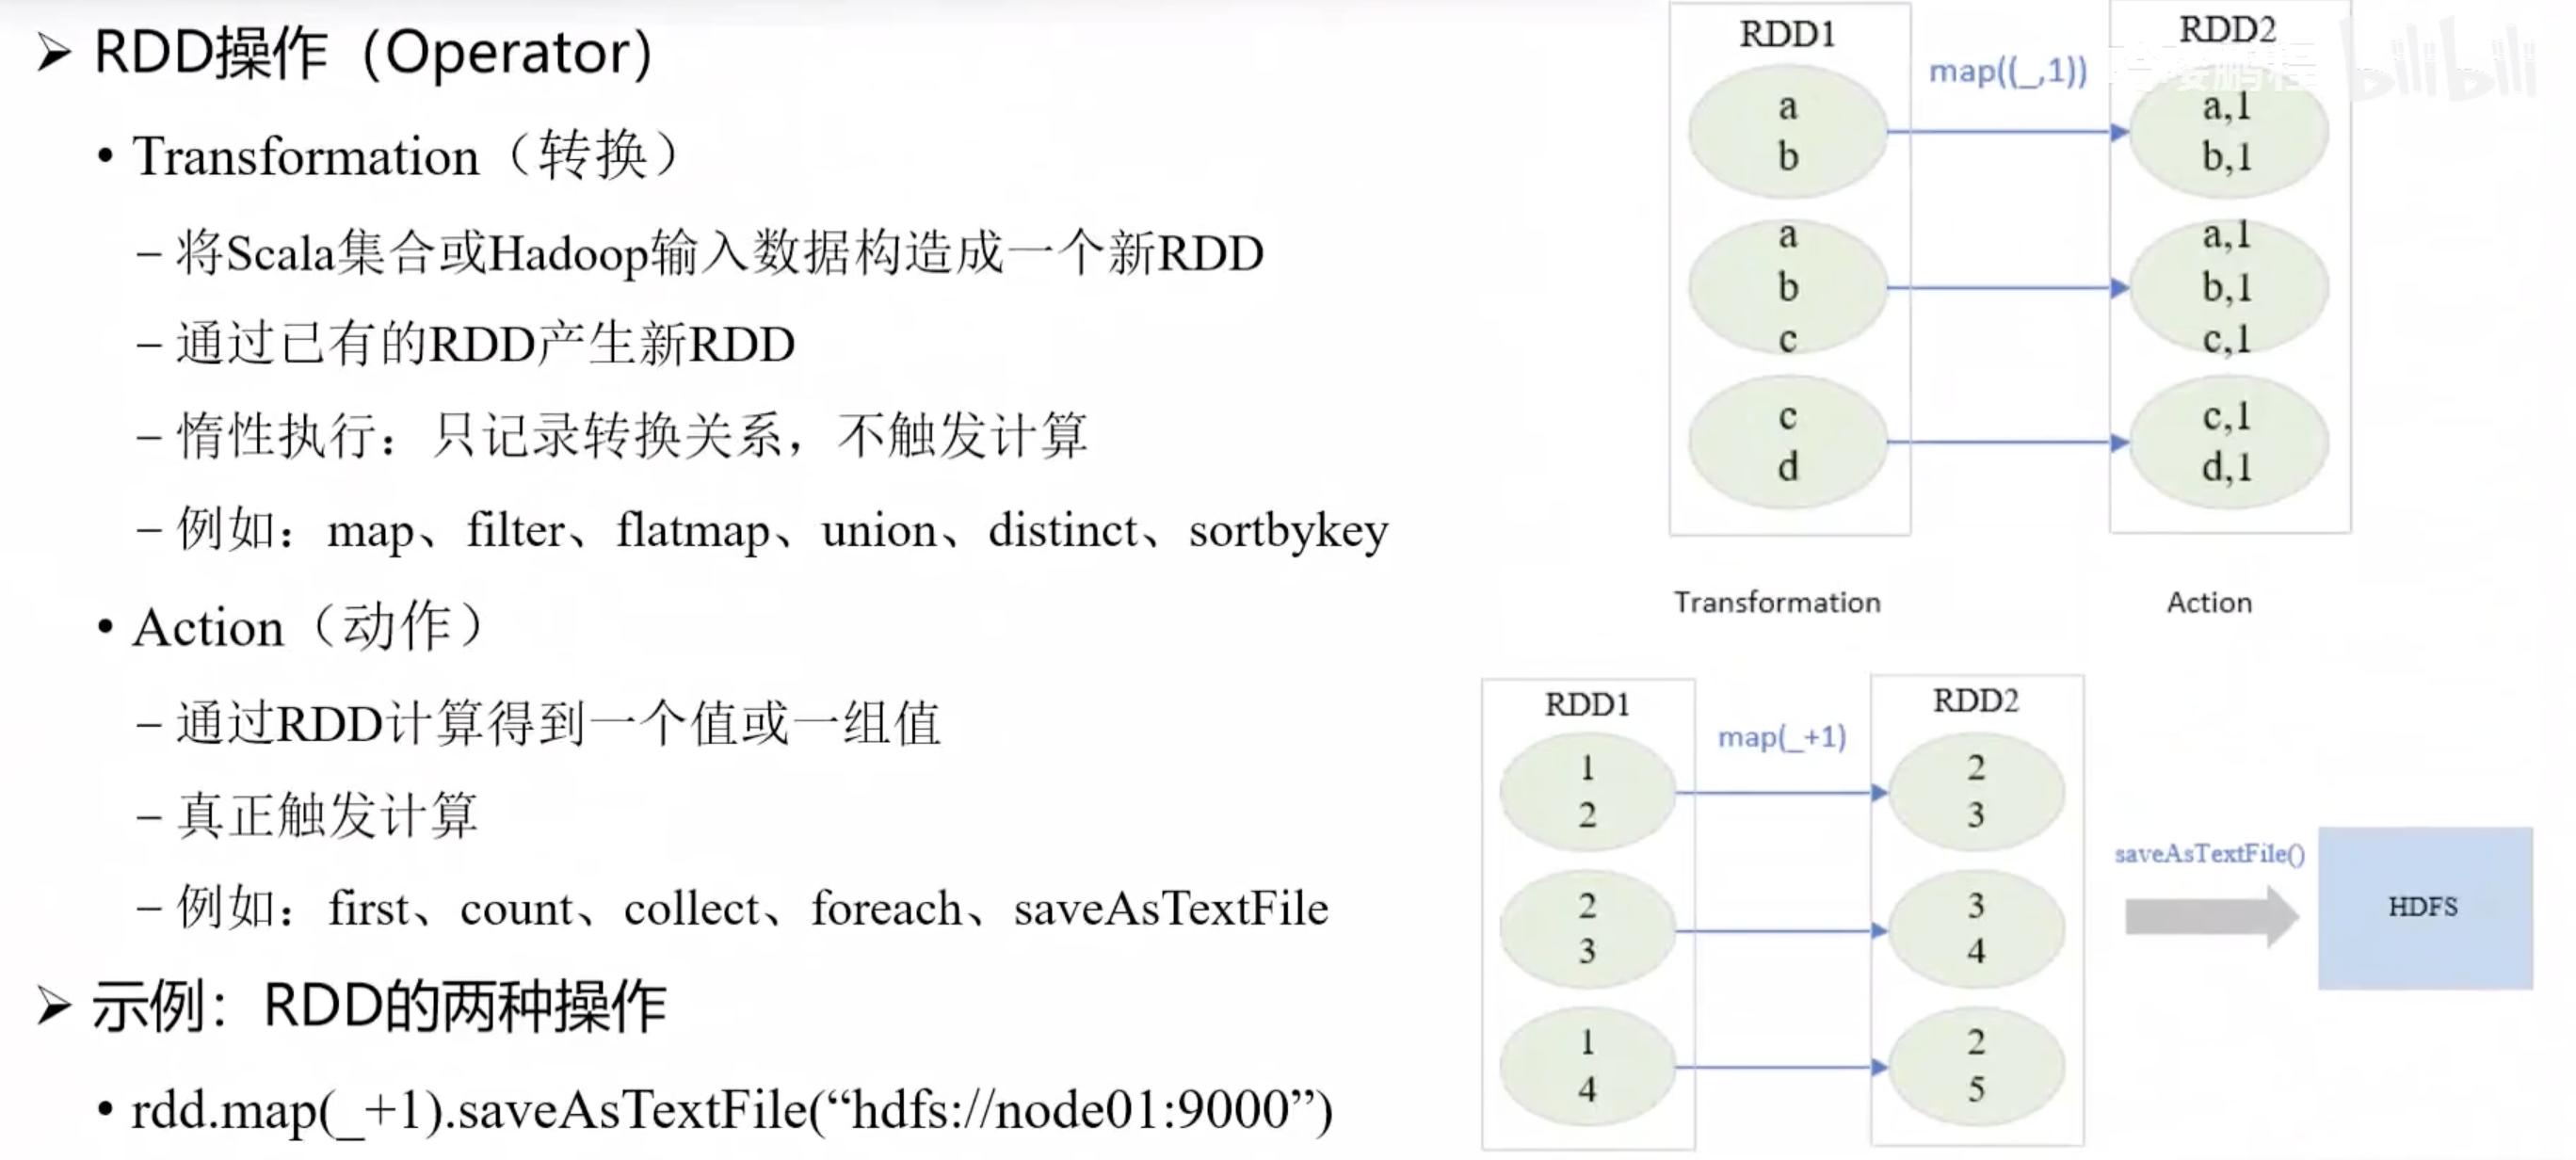 ➢ RDD操作（Operator）
• Transformation（转换）
– 将Scala集合或Hadoop输入数据构造成一个新RDD
– 通过已有的RDD产生新RDD
– 惰性执行：只记录转换关系，不触发计算
– 例如：map、filter、flatmap、union、distinct、sortbykey
• Action（动作）
– 通过RDD计算得到一个值或一组值
– 真正触发计算
– 例如：first、count、collect、foreach、saveAsTextFile
➢ 示例：RDD的两种操作
• rdd.map(_+1).saveAsTextFile(“hdfs://node01:9000”)
RDD1
map((_,1))
RDD2
bilibili
a
b
a,1
b,1
a
b
c
a,1
b,1
c,1
c
d
c,1
d,1
Transformation
Action
RDD1
map(_+1)
RDD2
1
2
2
3
2
3
3
4
1
4
2
5
saveAsTextFile()
HDFS